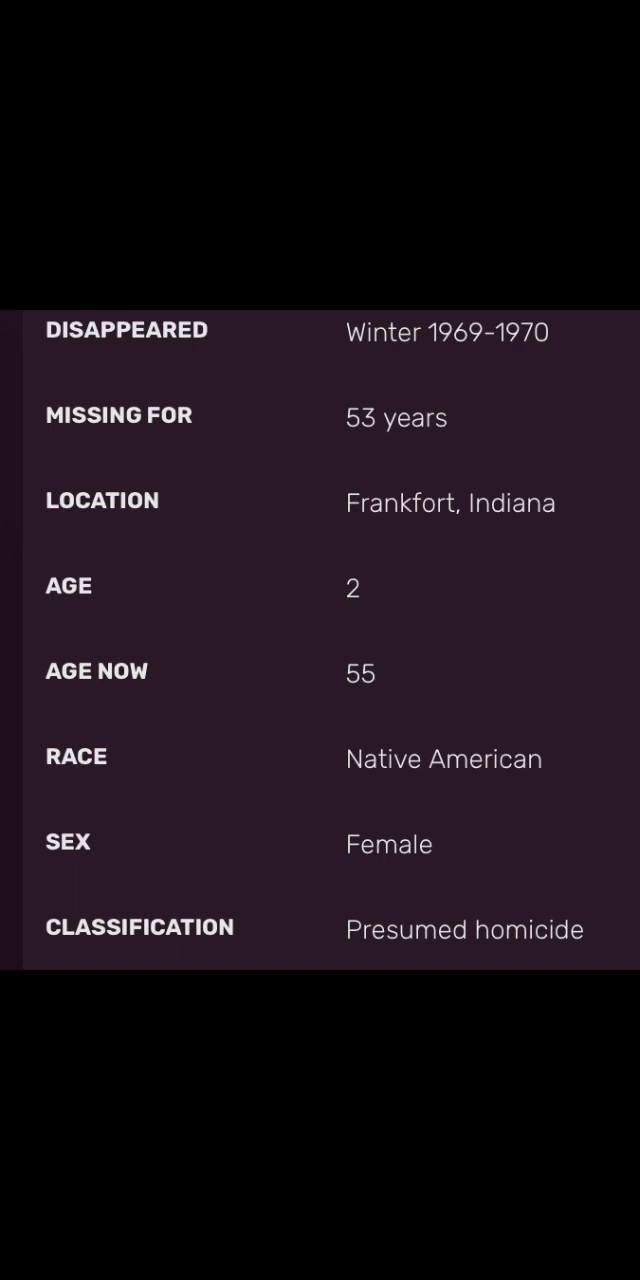 DISAPPEARED Winter 1969-1970
MISSING FOR 53 years
LOCATION Frankfort, Indiana
AGE 2
AGE NOW 55
RACE Native American
SEX Female
CLASSIFICATION Presumed homicide